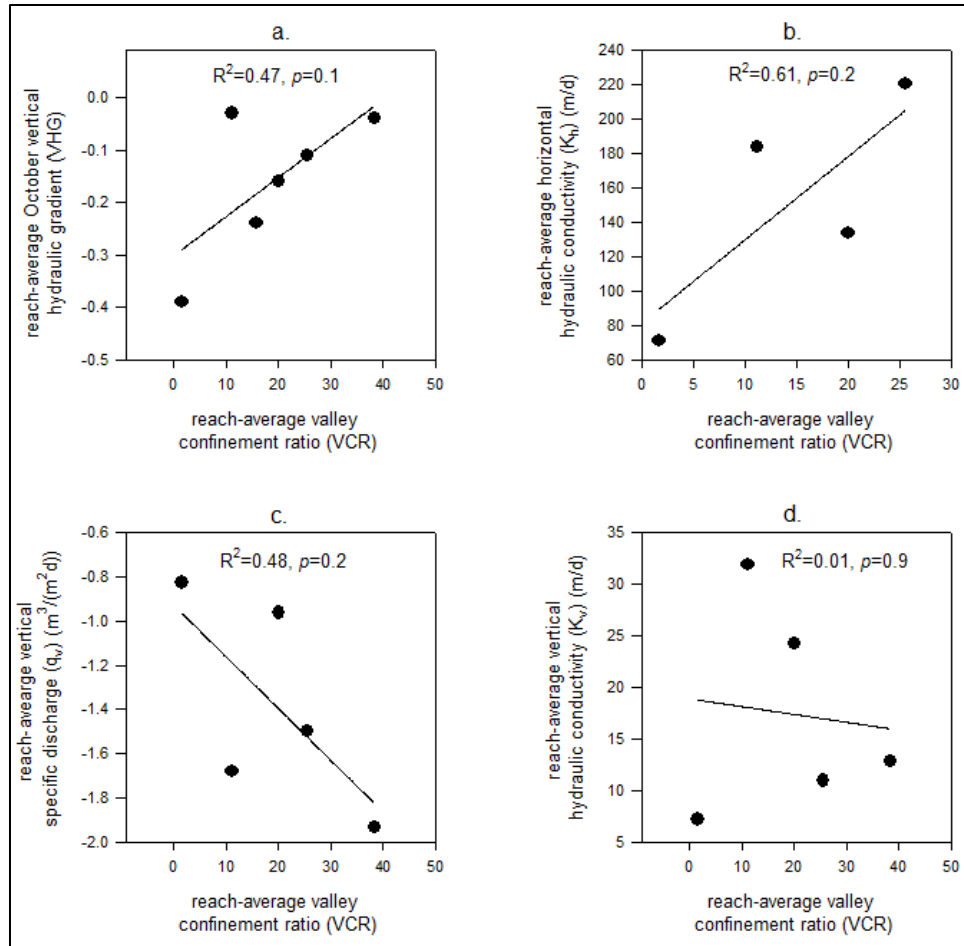 a.
R²=0.47, p=0.1
reach-average October vertical
hydraulic gradient (VHG)
0.0
-0.1
-0.2
-0.3
-0.4
-0.5
0 10 20 30 40 50
reach-average valley
confinement ratio (VCR)
b.
R²=0.61, p=0.2
reach-average horizontal
hydraulic conductivity (Kₕ) (m/d)
240
220
200
180
160
140
120
100
80
60
0 5 10 15 20 25 30
reach-average valley
confinement ratio (VCR)
c.
R²=0.48, p=0.2
reach-avearge vertical
specific discharge (qᵥ) (m³/(m²d))
-0.6
-0.8
-1.0
-1.2
-1.4
-1.6
-1.8
-2.0
0 10 20 30 40 50
reach-average valley
confinement ratio (VCR)
d.
R²=0.01, p=0.9
reach-average vertical
hydraulic conductivity (Kᵥ) (m/d)
35
30
25
20
15
10
5
0 10 20 30 40 50
reach-average valley
confinement ratio (VCR)